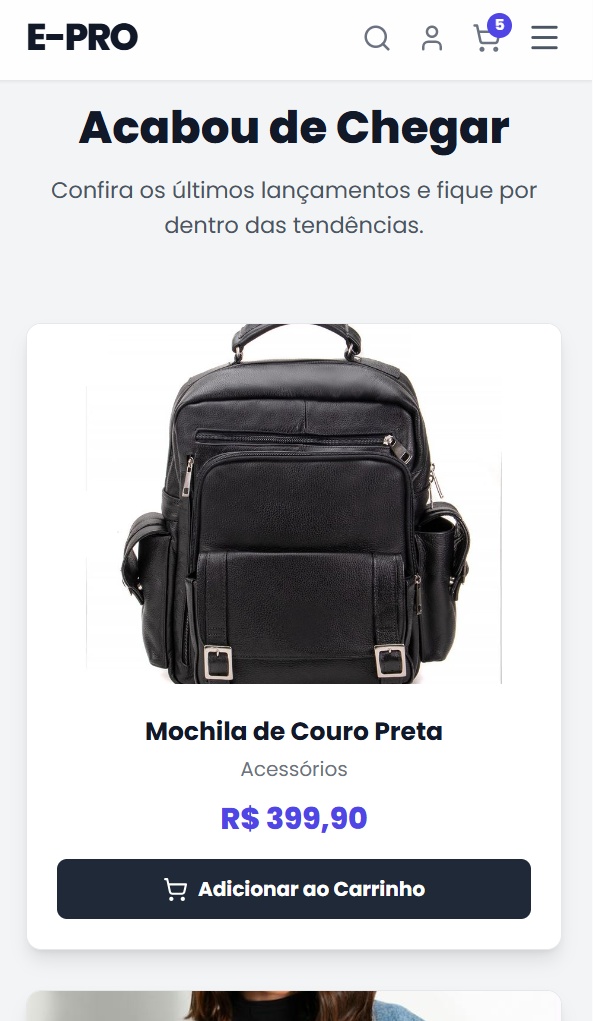 E-PRO
5
Acabou de Chegar
Confira os últimos lançamentos e fique por
dentro das tendências.
Mochila de Couro Preta
Acessórios
R$ 399,90
Adicionar ao Carrinho